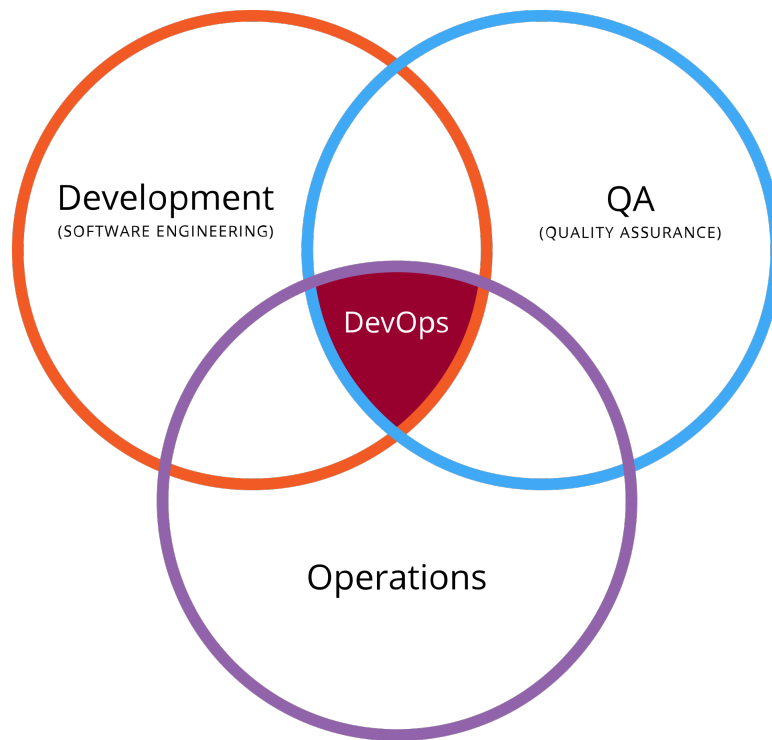 Development
(SOFTWARE ENGINEERING)
QA
(QUALITY ASSURANCE)
DevOps
Operations